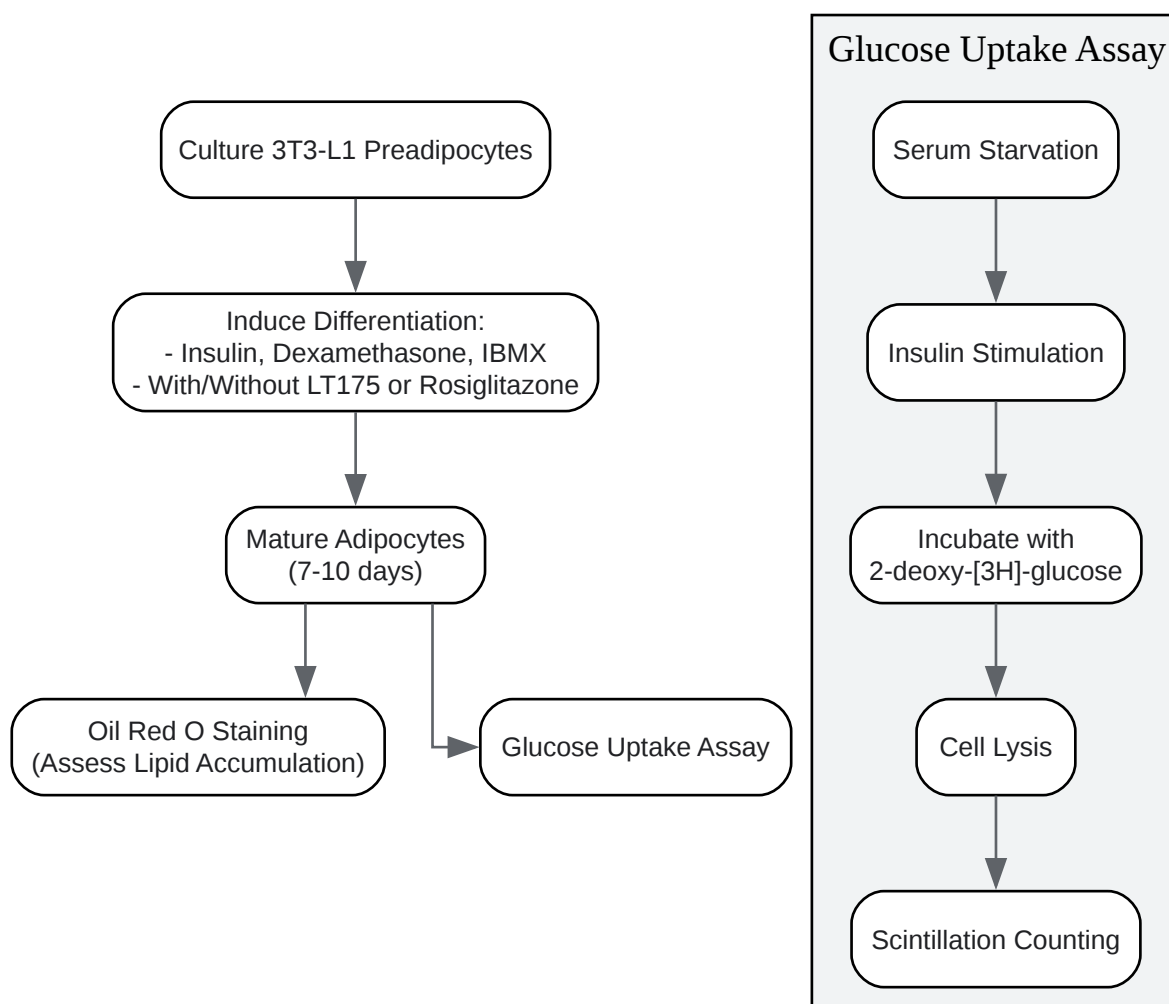 Culture 3T3-L1 Preadipocytes
Induce Differentiation:
- Insulin, Dexamethasone, IBMX
- With/Without LT175 or Rosiglitazone
Mature Adipocytes
(7-10 days)
Oil Red O Staining
(Assess Lipid Accumulation)
Glucose Uptake Assay
Glucose Uptake Assay
Serum Starvation
Insulin Stimulation
Incubate with
2-deoxy-[3H]-glucose
Cell Lysis
Scintillation Counting